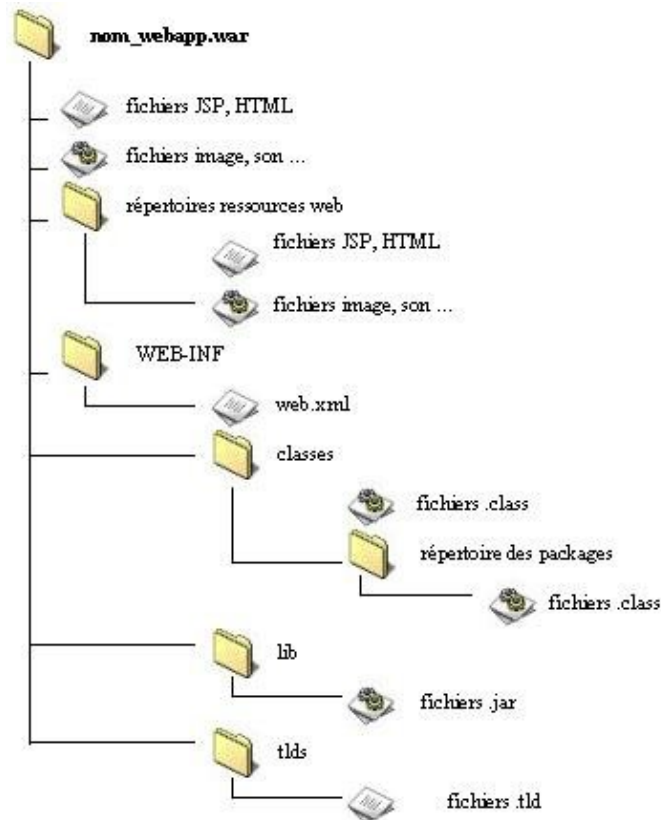 nom_webapp.war
fichiers JSP, HTML
fichiers image, son ...
répertoires ressources web
fichiers JSP, HTML
fichiers image, son ...
WEB-INF
web.xml
classes
fichiers .class
répertoire des packages
fichiers .class
lib
fichiers .jar
tlds
fichiers .tld